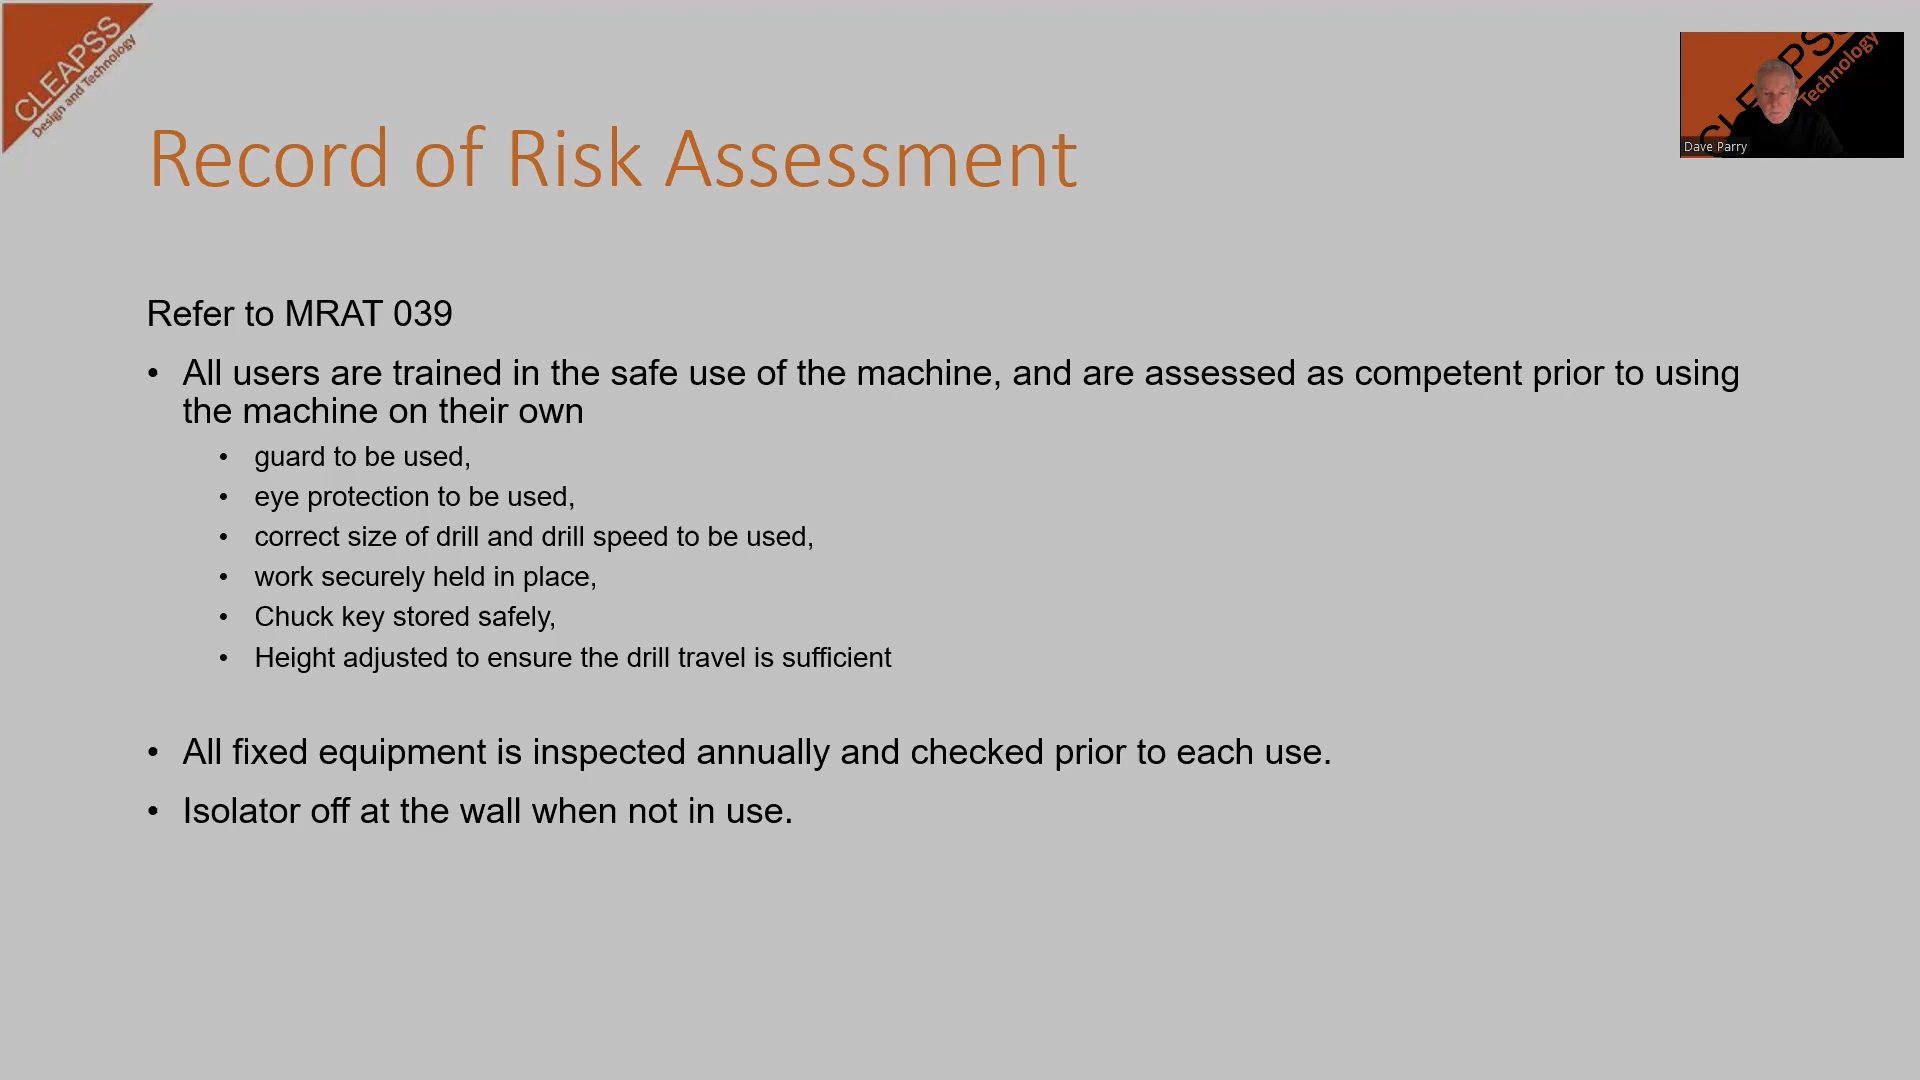 CLEAPSS
Design and Technology
Dave Parry
Record of Risk Assessment
Refer to MRAT 039
• All users are trained in the safe use of the machine, and are assessed as competent prior to using
the machine on their own
• guard to be used,
• eye protection to be used,
• correct size of drill and drill speed to be used,
• work securely held in place,
• Chuck key stored safely,
• Height adjusted to ensure the drill travel is sufficient
• All fixed equipment is inspected annually and checked prior to each use.
• Isolator off at the wall when not in use.